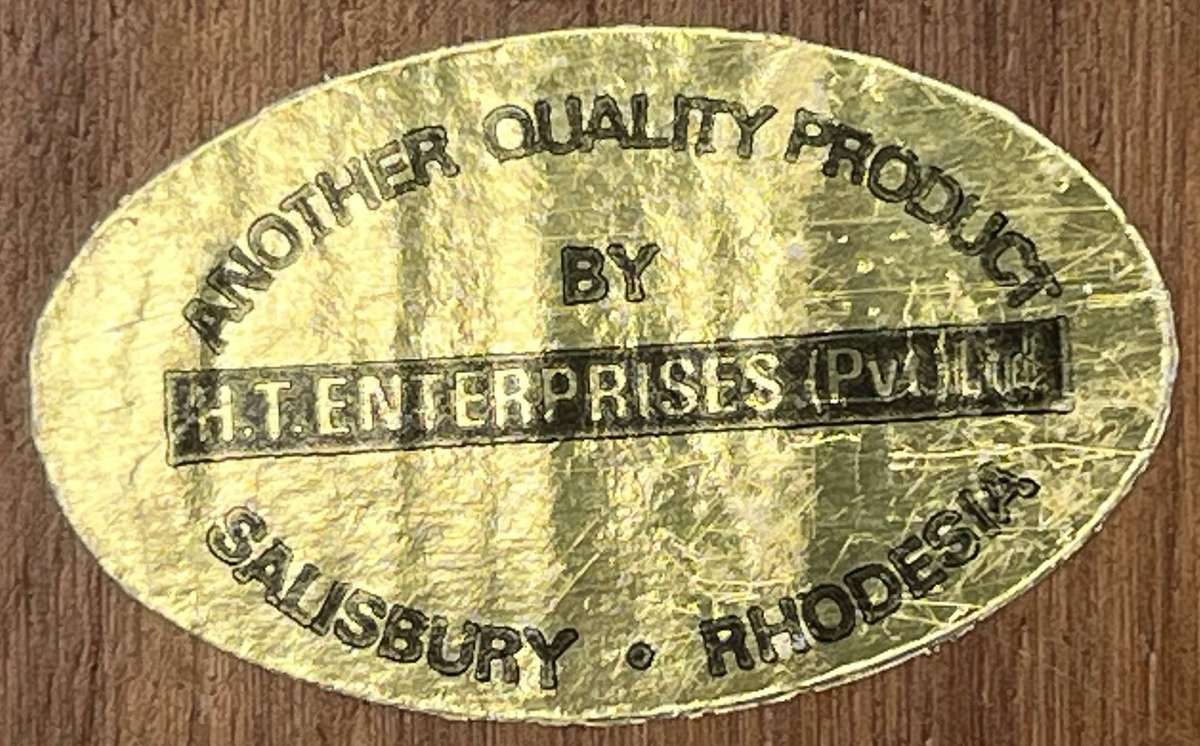 ANOTHER QUALITY PRODUCT
BY
H.T. ENTERPRISES (Pvt.) Ltd.
SALISBURY • RHODESIA